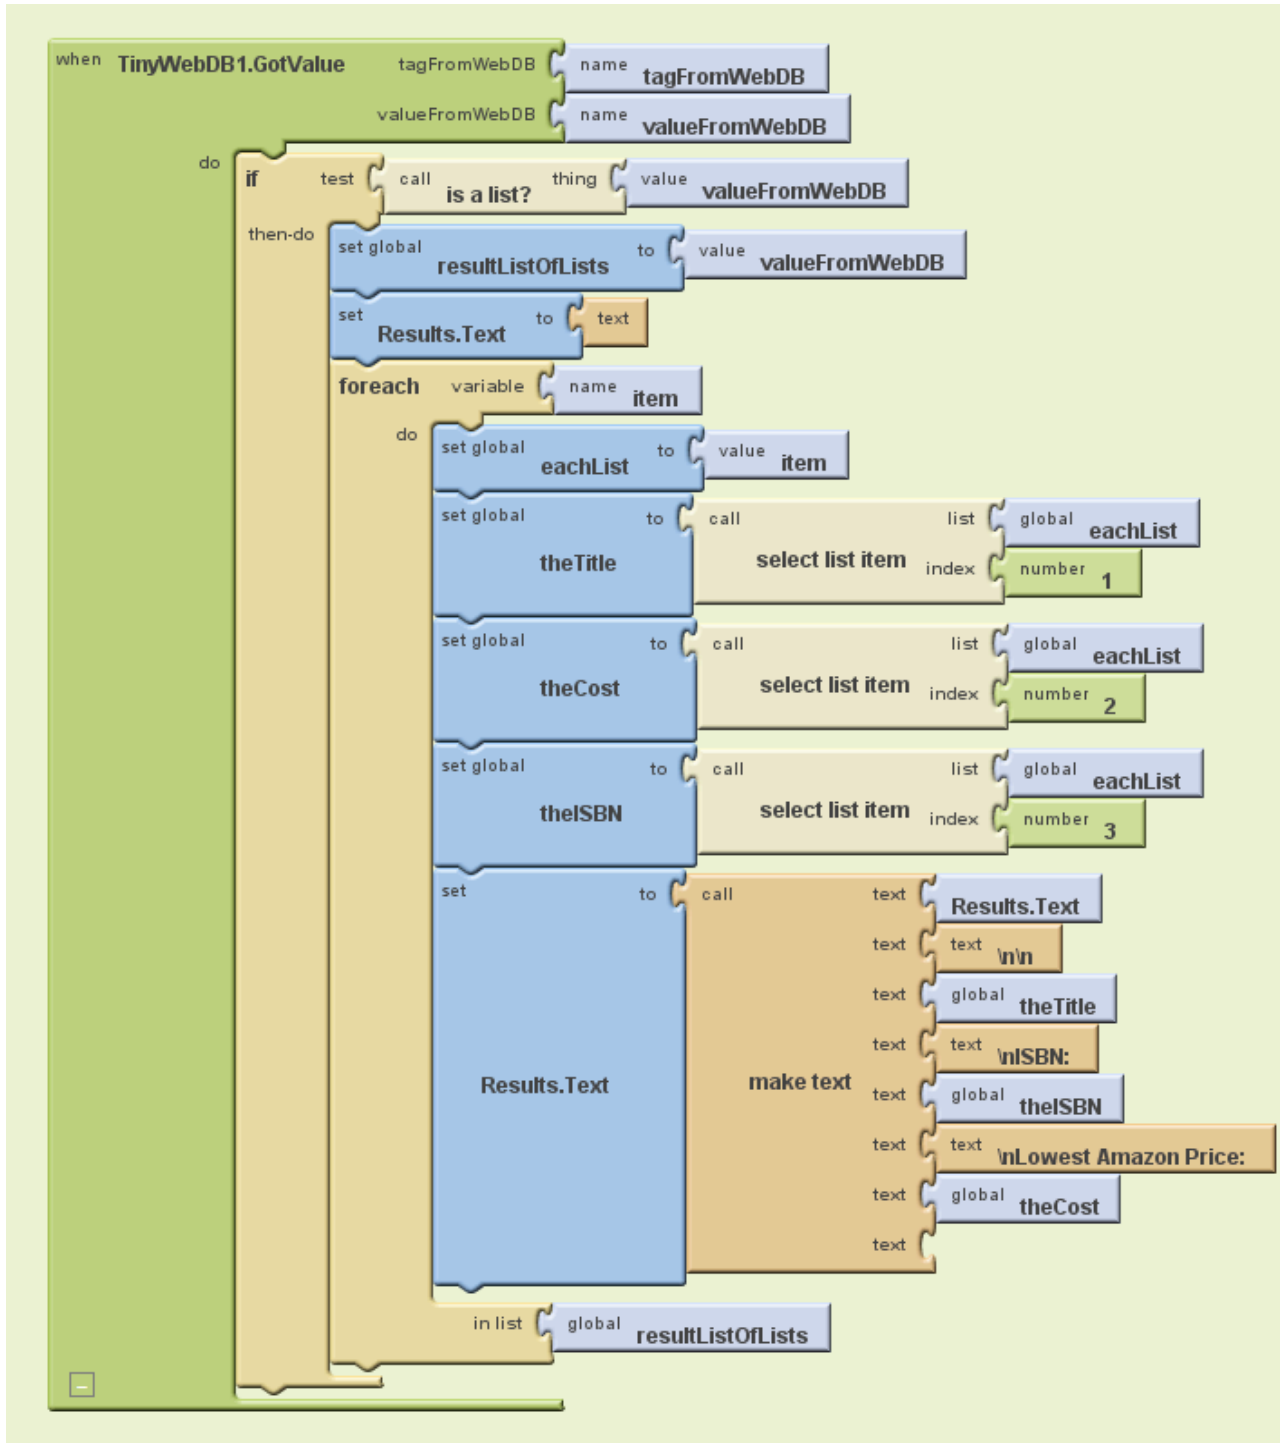 when TinyWebDB1.GotValue tagFromWebDB name tagFromWebDB
valueFromWebDB name valueFromWebDB
do if test call is a list? thing value valueFromWebDB
then-do set global resultListOfLists to value valueFromWebDB
set Results.Text to text
foreach variable name item
do set global eachList to value item
set global theTitle to call select list item list global eachList
index number 1
set global theCost to call select list item list global eachList
index number 2
set global theISBN to call select list item list global eachList
index number 3
set Results.Text to call make text text Results.Text
text text \n\n
text global theTitle
text text \nISBN:
text global theISBN
text text \nLowest Amazon Price:
text global theCost
text
in list global resultListOfLists